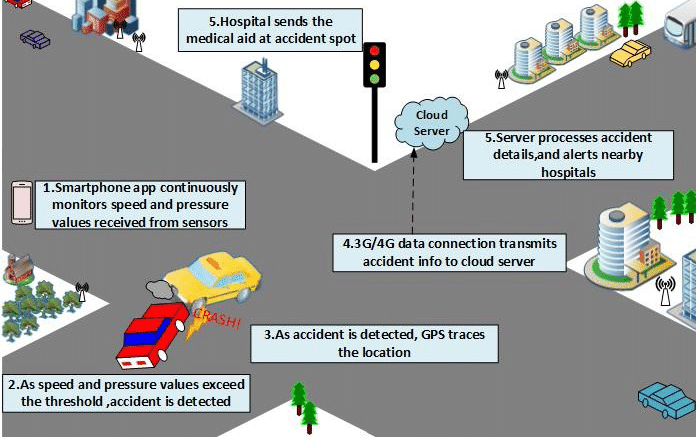 5.Hospital sends the
medical aid at accident spot
Cloud
Server
5.Server processes accident
details,and alerts nearby
hospitals
1.Smartphone app continuously
monitors speed and pressure
values received from sensors
4.3G/4G data connection transmits
accident info to cloud server
CRASH!
3.As accident is detected, GPS traces
the location
2.As speed and pressure values exceed
the threshold ,accident is detected